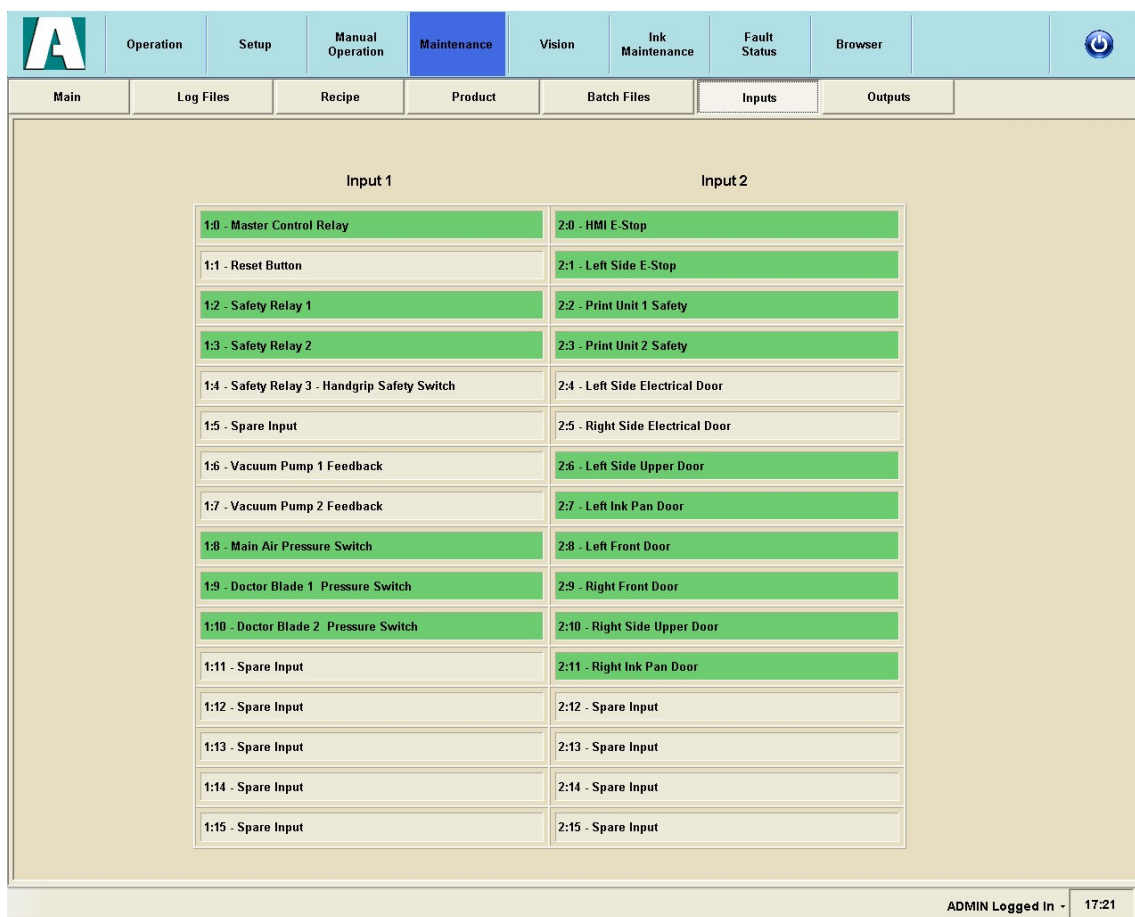 A
Operation
Setup
Manual
Operation
Maintenance
Vision
Ink
Maintenance
Fault
Status
Browser
Main
Log Files
Recipe
Product
Batch Files
Inputs
Outputs
Input 1
Input 2
1:0 - Master Control Relay
2:0 - HMI E-Stop
1:1 - Reset Button
2:1 - Left Side E-Stop
1:2 - Safety Relay 1
2:2 - Print Unit 1 Safety
1:3 - Safety Relay 2
2:3 - Print Unit 2 Safety
1:4 - Safety Relay 3 - Handgrip Safety Switch
2:4 - Left Side Electrical Door
1:5 - Spare Input
2:5 - Right Side Electrical Door
1:6 - Vacuum Pump 1 Feedback
2:6 - Left Side Upper Door
1:7 - Vacuum Pump 2 Feedback
2:7 - Left Ink Pan Door
1:8 - Main Air Pressure Switch
2:8 - Left Front Door
1:9 - Doctor Blade 1  Pressure Switch
2:9 - Right Front Door
1:10 - Doctor Blade 2  Pressure Switch
2:10 - Right Side Upper Door
1:11 - Spare Input
2:11 - Right Ink Pan Door
1:12 - Spare Input
2:12 - Spare Input
1:13 - Spare Input
2:13 - Spare Input
1:14 - Spare Input
2:14 - Spare Input
1:15 - Spare Input
2:15 - Spare Input
ADMIN Logged In -
17:21